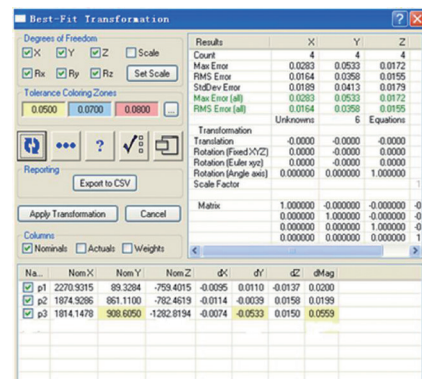 Best-Fit Transformation
Degrees of Freedom
X Y Z Scale
Rx Ry Rz Set Scale
Tolerance Coloring Zones
0.0500 0.0700 0.0800 ...
Reporting
Export to CSV
Apply Transformation Cancel
Columns
Nominals Actuals Weights
Results X Y Z
Count 4 4 4
Max Error 0.0283 0.0533 0.0172
RMS Error 0.0164 0.0358 0.0155
StdDev Error 0.0189 0.0413 0.0179
Max Error (all) 0.0283 0.0533 0.0172
RMS Error (all) 0.0164 0.0358 0.0155
Unknowns 6 Equations
Transformation
Translation -0.0000 -0.0000 -0.0000
Rotation (Fixed XYZ) 0.0000 -0.0000 0.0000
Rotation (Euler xyz) 0.0000 -0.0000 0.0000
Rotation (Angle axis) 0.000000 0.000000 1.000000
Scale Factor
Matrix 1.000000 -0.000000 -0.000000 -0
0.000000 1.000000 -0.000000 -0
0.000000 0.000000 1.000000 -0
0.000000 0.000000 0.000000 1
Na... Nom X Nom Y Nom Z dX dY dZ dMag
p1 2270.9315 89.3284 -759.4015 -0.0095 0.0110 -0.0137 0.0200
p2 1874.9286 861.1100 -782.4619 -0.0114 -0.0039 0.0158 0.0199
p3 1814.1478 908.6050 -1282.8194 -0.0074 -0.0533 0.0150 0.0559